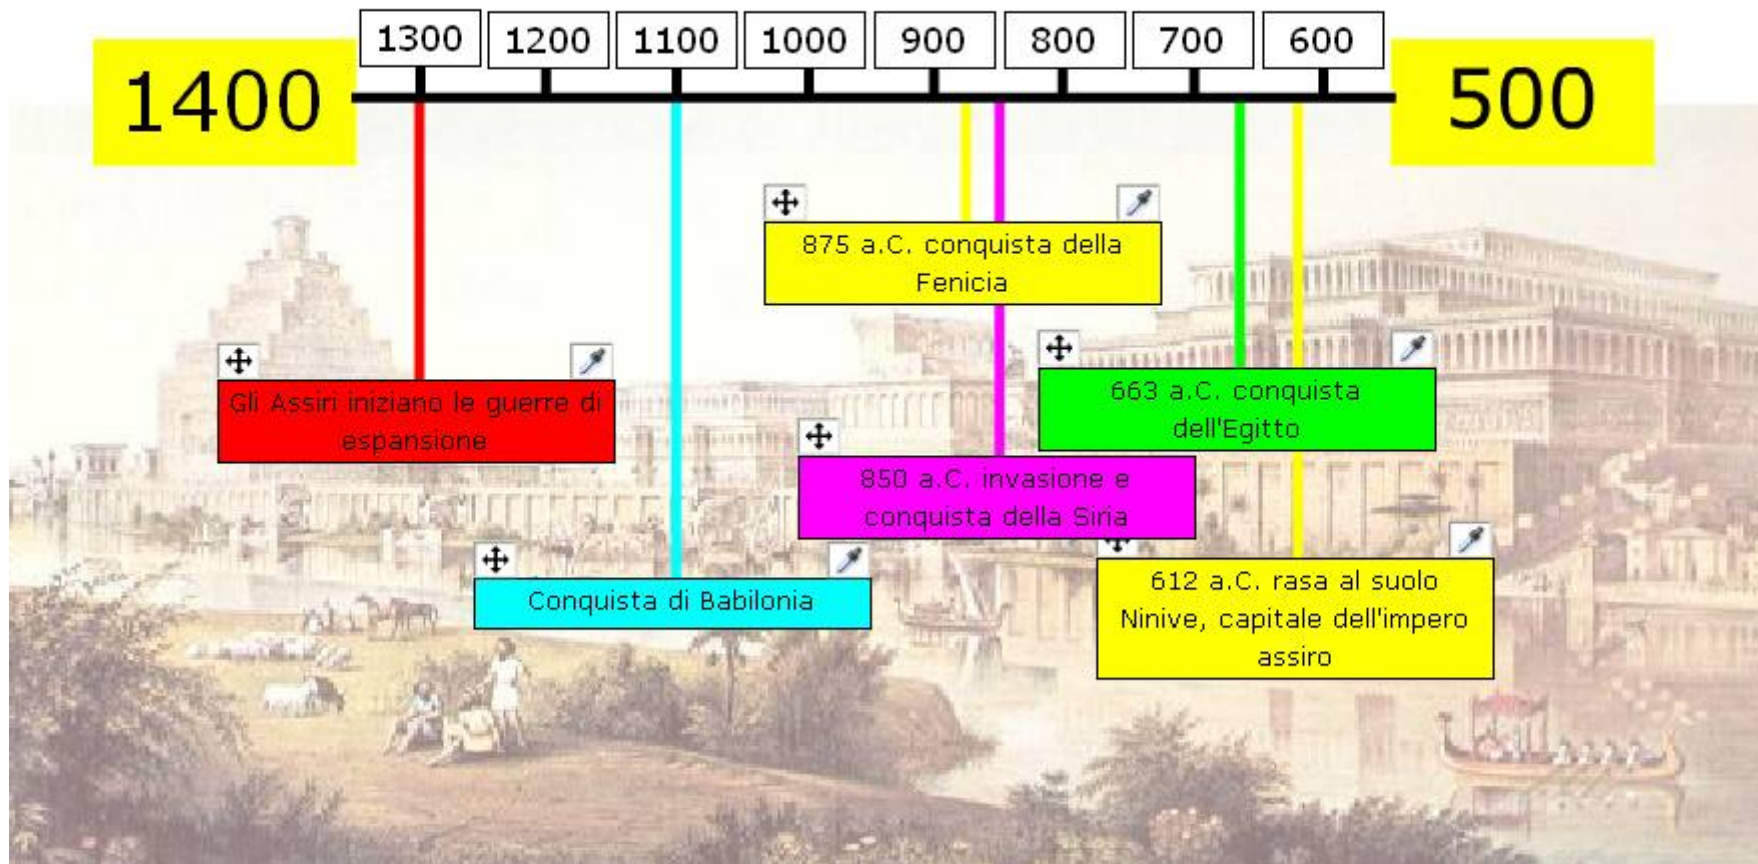 1400
1300
1200
1100
1000
900
800
700
600
500
875 a.C. conquista della
Fenicia
Gli Assiri iniziano le guerre di
espansione
663 a.C. conquista
dell'Egitto
850 a.C. invasione e
conquista della Siria
Conquista di Babilonia
612 a.C. rasa al suolo
Ninive, capitale dell'impero
assiro